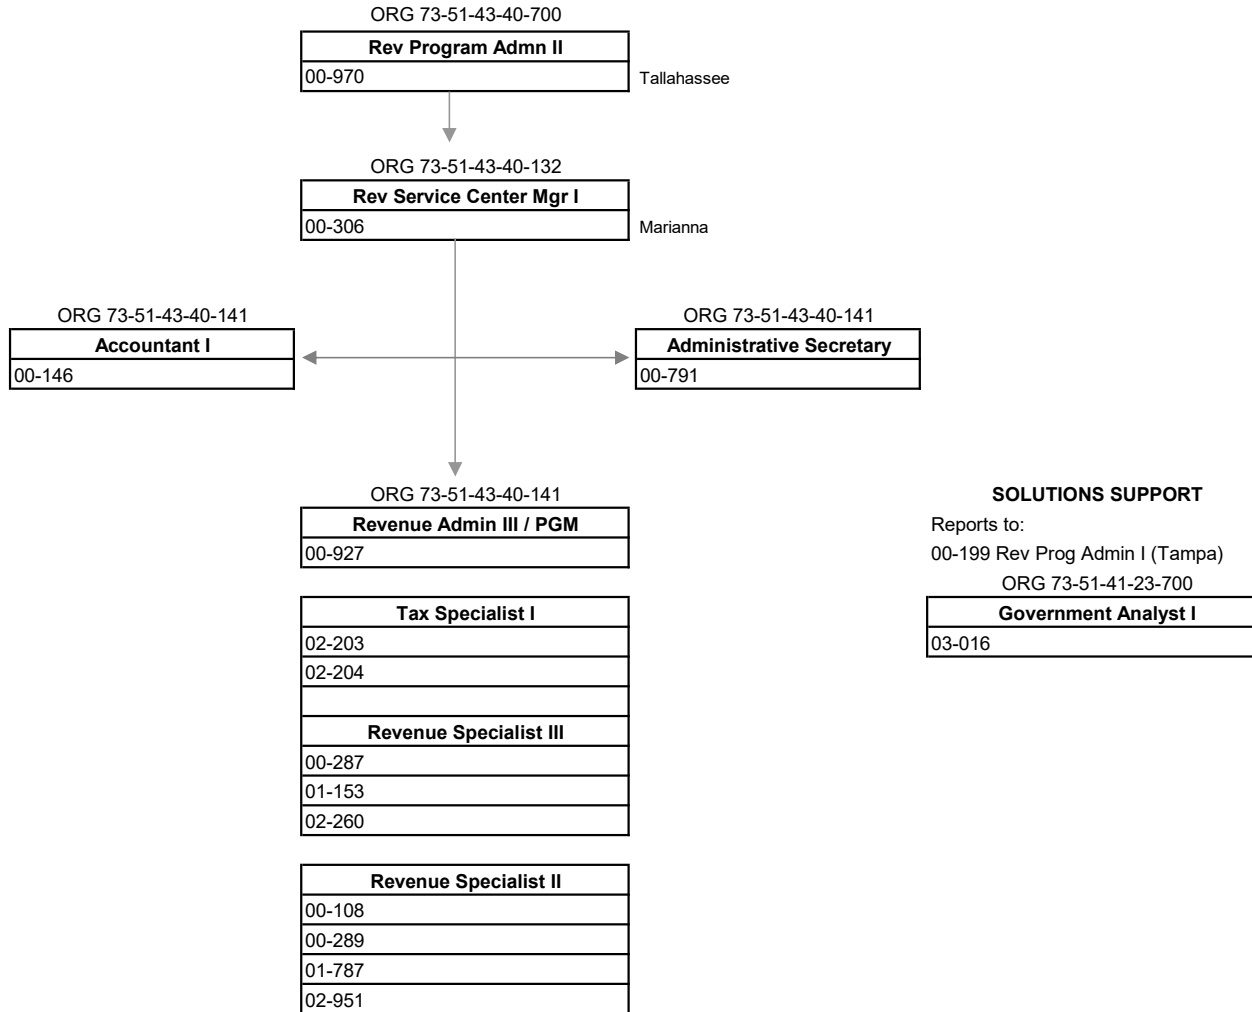 ORG 73-51-43-40-700
Rev Program Admn II
00-970
Tallahassee
ORG 73-51-43-40-132
Rev Service Center Mgr I
00-306
Marianna
ORG 73-51-43-40-141
Accountant I
00-146
ORG 73-51-43-40-141
Administrative Secretary
00-791
ORG 73-51-43-40-141
Revenue Admin III / PGM
00-927
Tax Specialist I
02-203
02-204
Revenue Specialist III
00-287
01-153
02-260
Revenue Specialist II
00-108
00-289
01-787
02-951
SOLUTIONS SUPPORT
Reports to:
00-199 Rev Prog Admin I (Tampa)
ORG 73-51-41-23-700
Government Analyst I
03-016